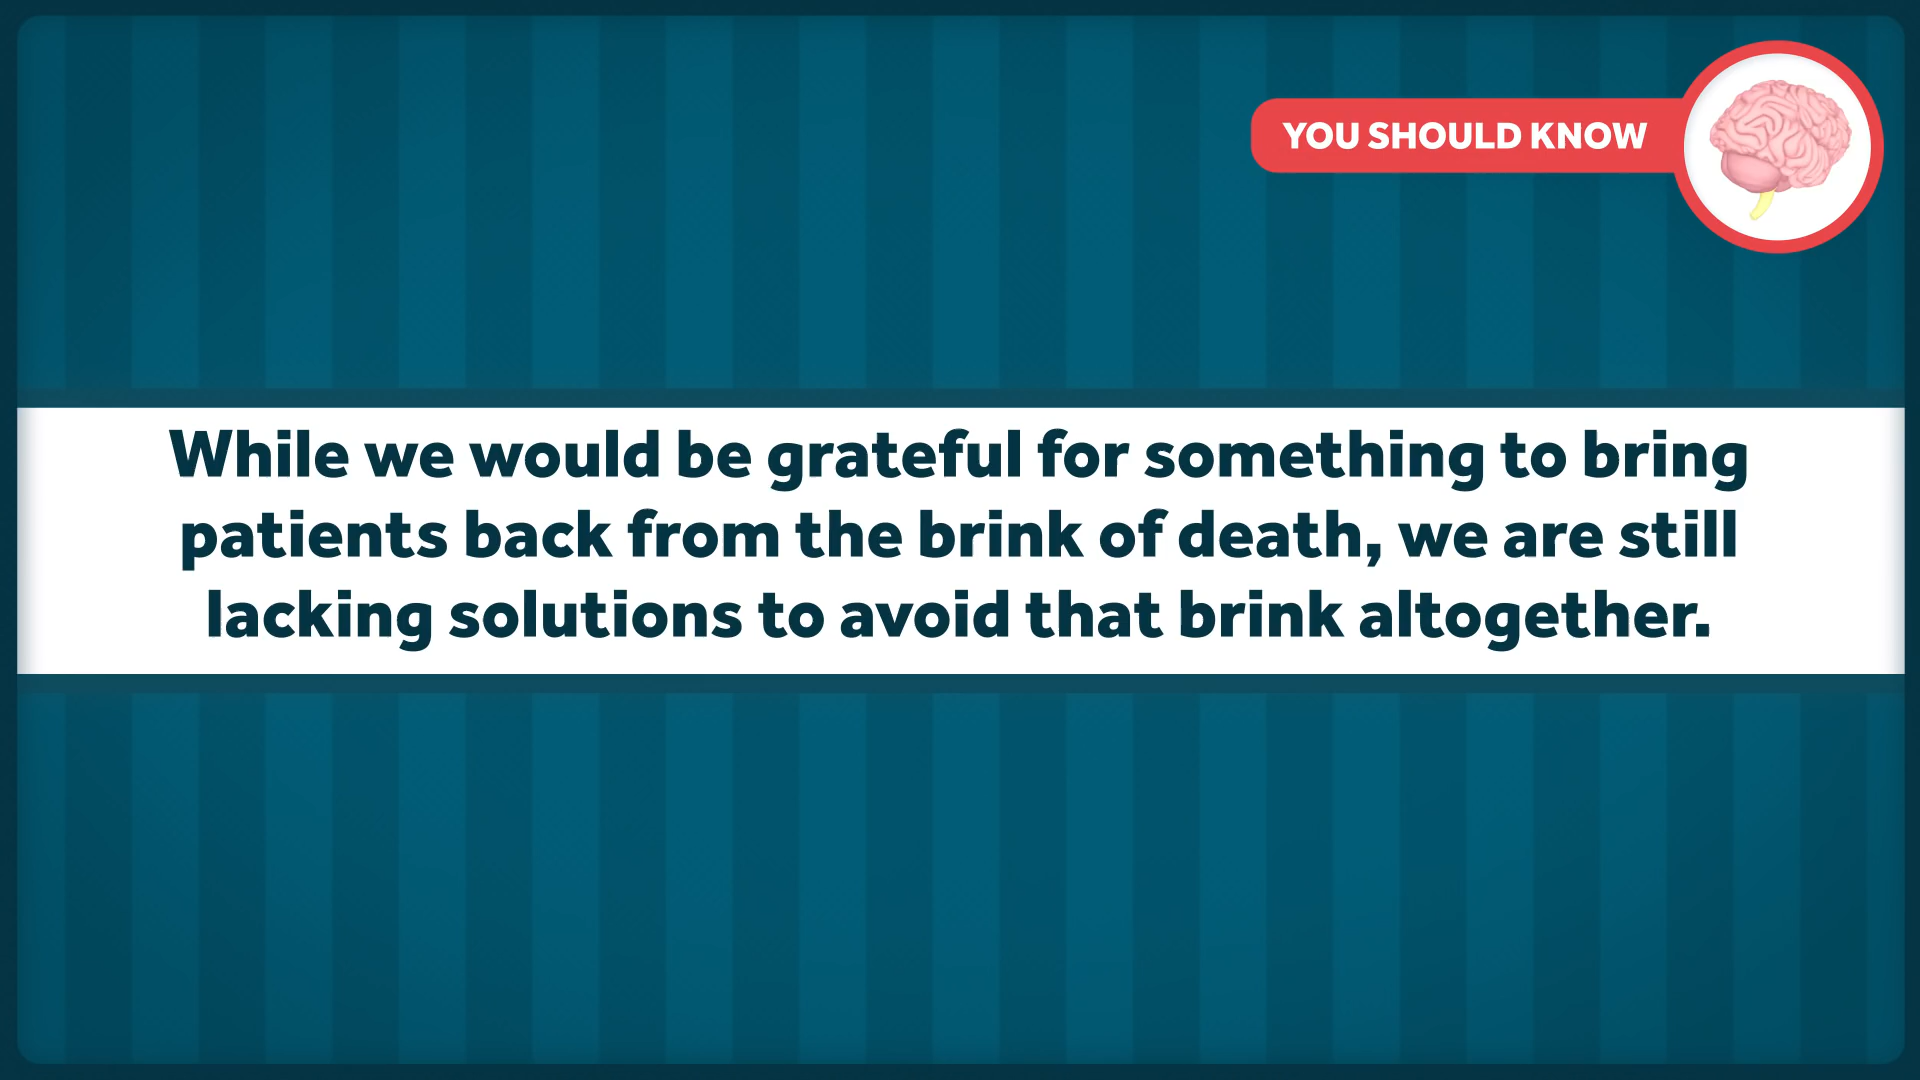 YOU SHOULD KNOW
While we would be grateful for something to bring
patients back from the brink of death, we are still
lacking solutions to avoid that brink altogether.